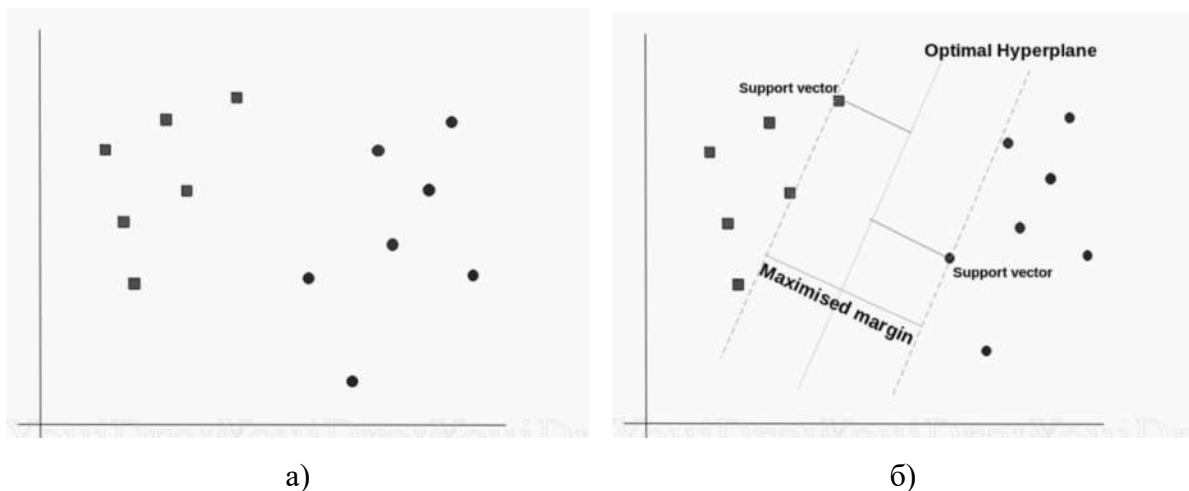 Optimal Hyperplane
Support vector
Support vector
Maximised margin
а)
б)